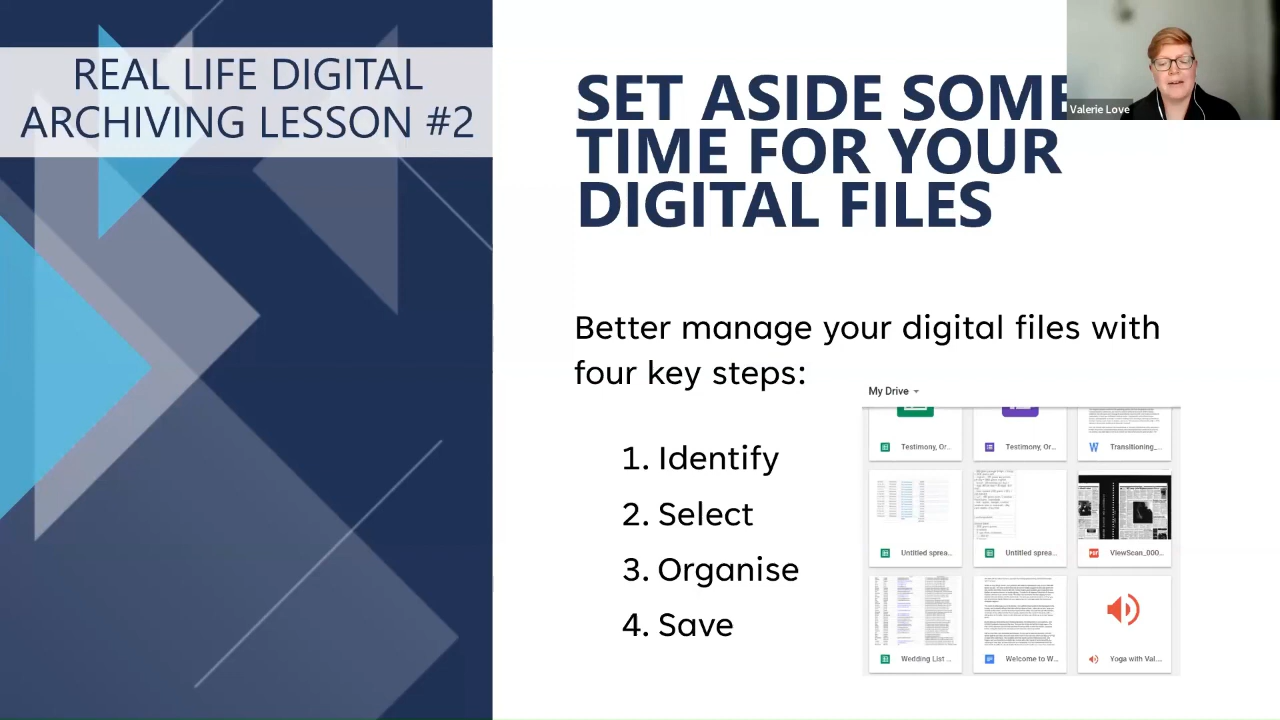 REAL LIFE DIGITAL
ARCHIVING LESSON #2
SET ASIDE SOME
TIME FOR YOUR
DIGITAL FILES
Valerie Love
Better manage your digital files with
four key steps:
1. Identify
2. Select
3. Organise
4. Save
My Drive
Testimony, Or...
Testimony, Or...
Transitioning_...
Untitled sprea...
Untitled sprea...
ViewScan_000...
Wedding List ...
Welcome to W...
Yoga with Val...